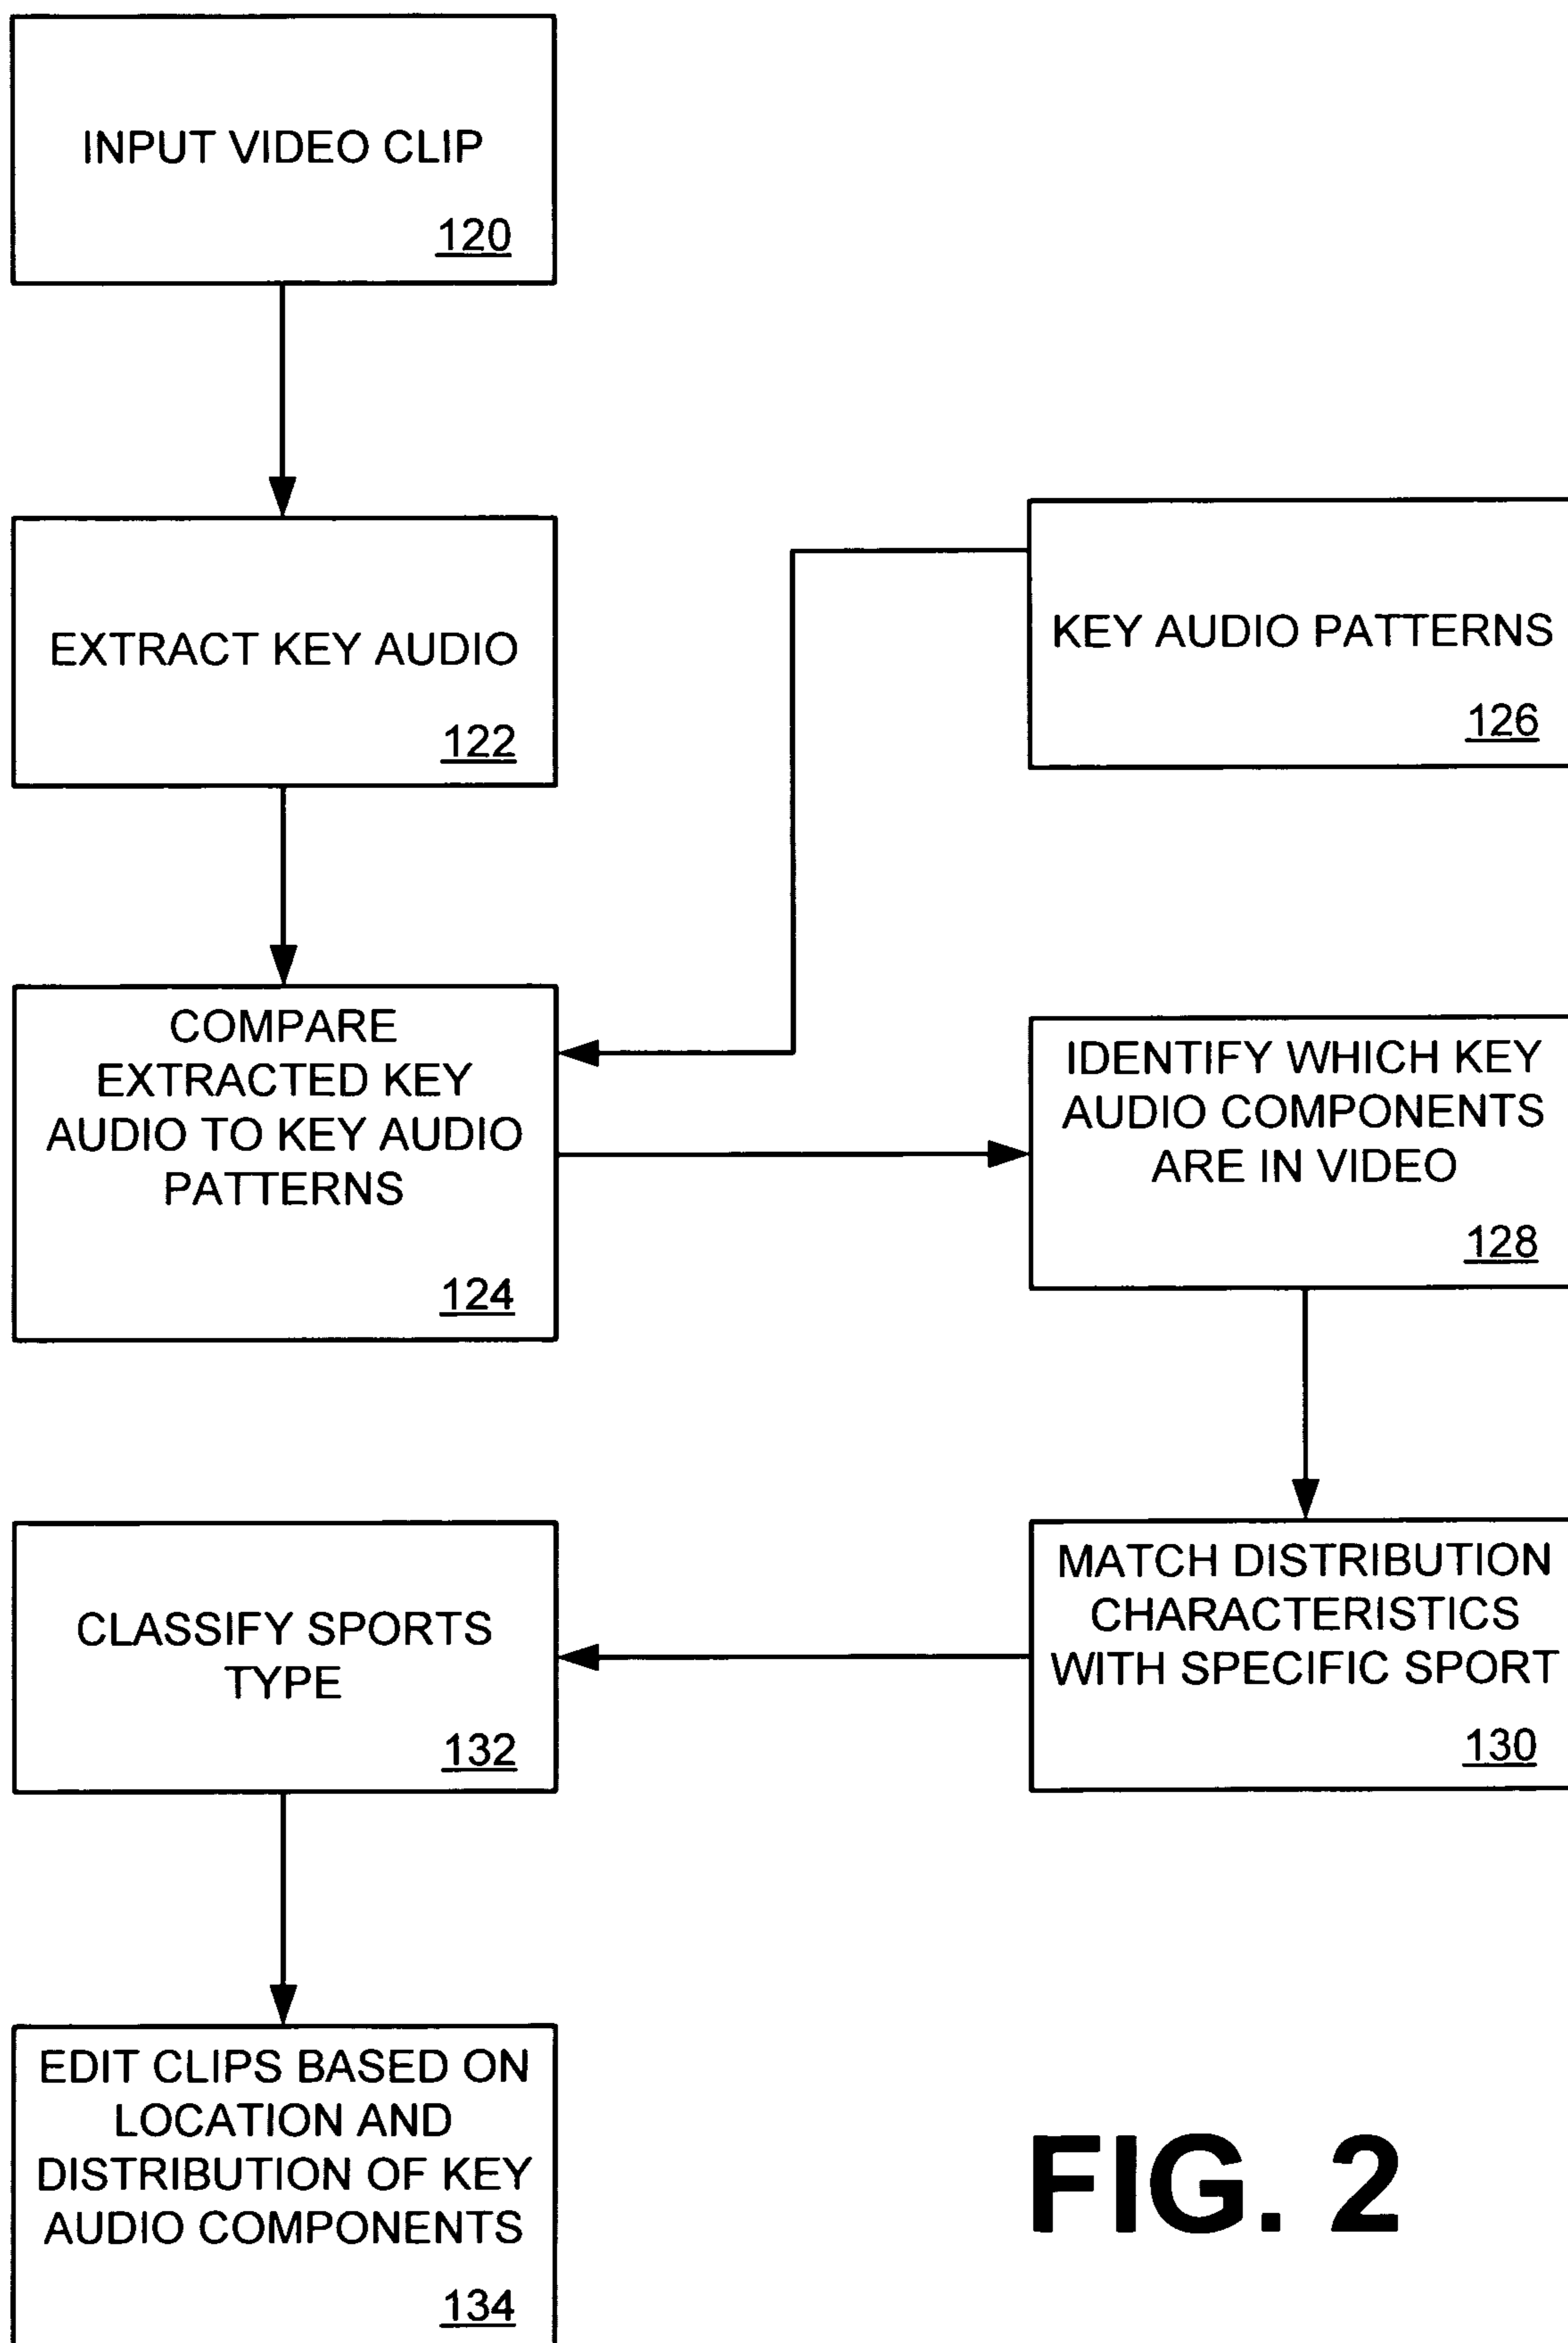 INPUT VIDEO CLIP
120
EXTRACT KEY AUDIO
122
KEY AUDIO PATTERNS
126
COMPARE
EXTRACTED KEY
AUDIO TO KEY AUDIO
PATTERNS
124
IDENTIFY WHICH KEY
AUDIO COMPONENTS
ARE IN VIDEO
128
MATCH DISTRIBUTION
CHARACTERISTICS
WITH SPECIFIC SPORT
130
CLASSIFY SPORTS
TYPE
132
EDIT CLIPS BASED ON
LOCATION AND
DISTRIBUTION OF KEY
AUDIO COMPONENTS
134
FIG. 2